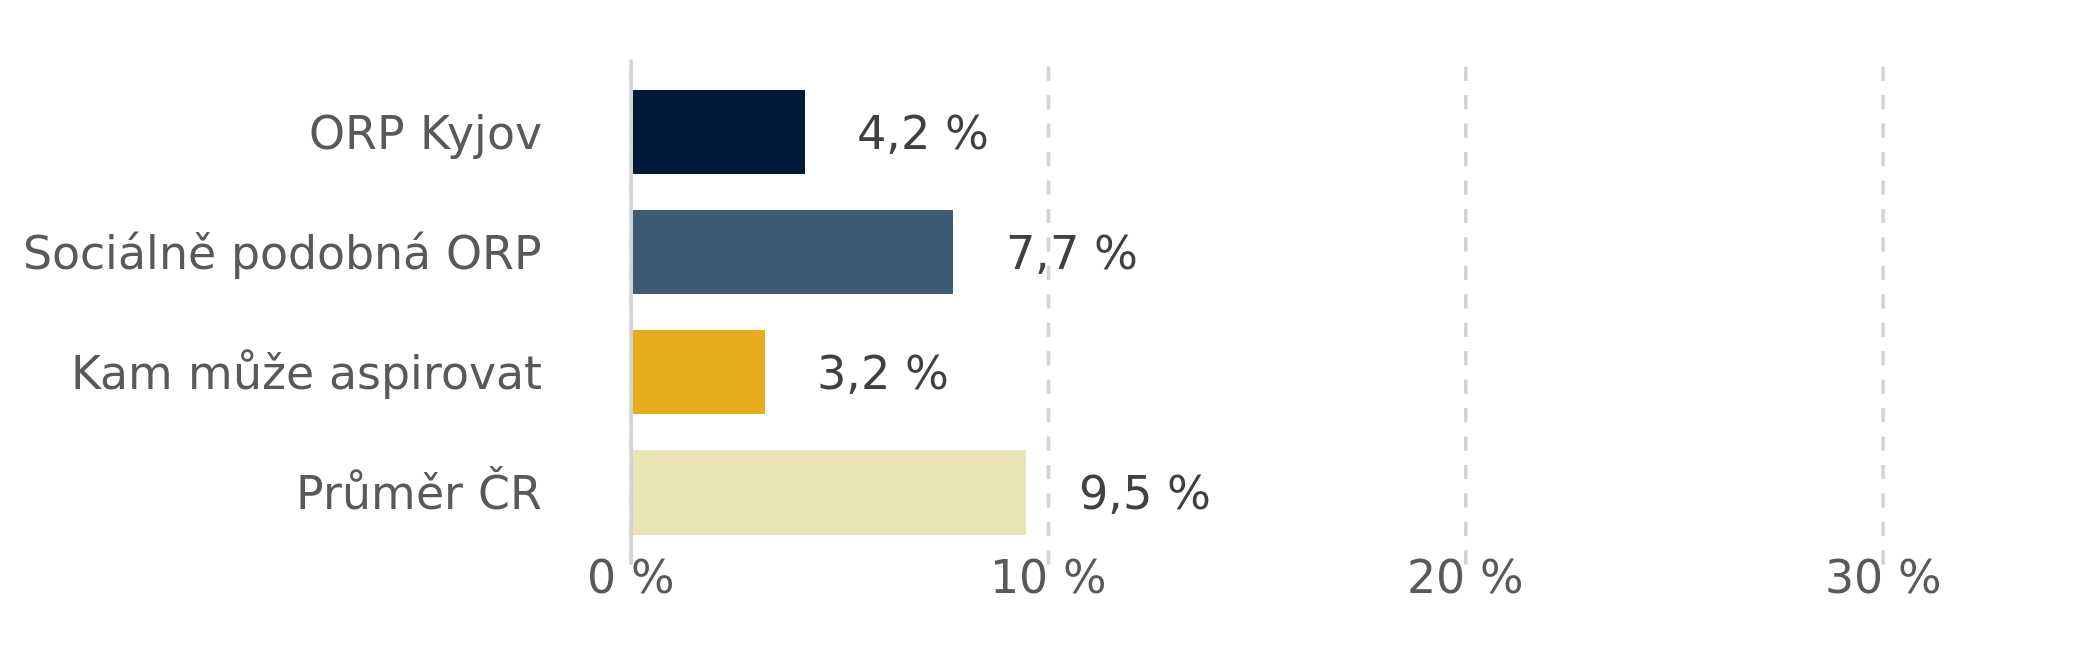 ORP Kyjov 4,2 %
Sociálně podobná ORP 7,7 %
Kam může aspirovat 3,2 %
Průměr ČR 9,5 %
0 % 10 % 20 % 30 %